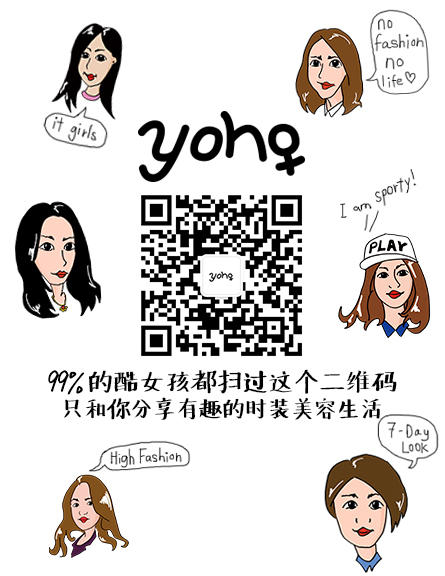 no
fashion
no
life♡
it girls
yoho
yoho
I am sporty!
PLAY
99%的酷女孩都扫过这个二维码
只和你分享有趣的时装美容生活
7-Day
LOOK
High Fashion